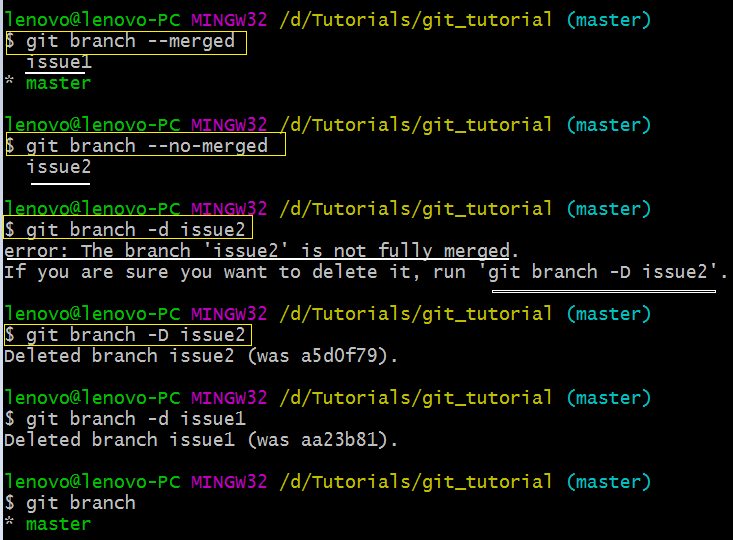 lenovo@lenovo-PC MINGW32 /d/Tutorials/git_tutorial (master)
$ git branch --merged
  issue1
* master
lenovo@lenovo-PC MINGW32 /d/Tutorials/git_tutorial (master)
$ git branch --no-merged
  issue2
lenovo@lenovo-PC MINGW32 /d/Tutorials/git_tutorial (master)
$ git branch -d issue2
error: The branch 'issue2' is not fully merged.
If you are sure you want to delete it, run 'git branch -D issue2'.
lenovo@lenovo-PC MINGW32 /d/Tutorials/git_tutorial (master)
$ git branch -D issue2
Deleted branch issue2 (was a5d0f79).
lenovo@lenovo-PC MINGW32 /d/Tutorials/git_tutorial (master)
$ git branch -d issue1
Deleted branch issue1 (was aa23b81).
lenovo@lenovo-PC MINGW32 /d/Tutorials/git_tutorial (master)
$ git branch
* master